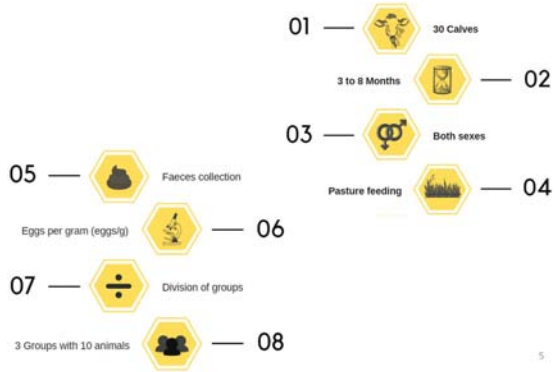 01 30 Calves
3 to 8 Months 02
03 Both sexes
Pasture feeding 04
05 Faeces collection
Eggs per gram (eggs/g) 06
07 Division of groups
3 Groups with 10 animals 08
5